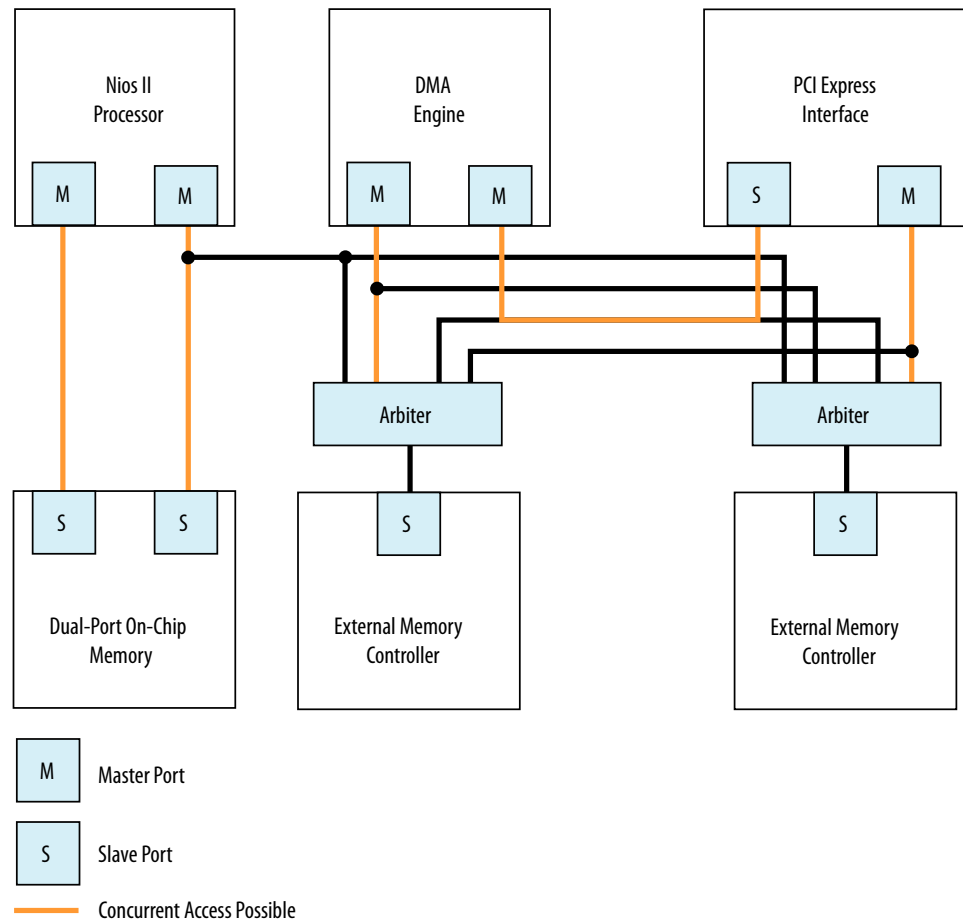 Nios II
Processor
DMA
Engine
PCI Express
Interface
M
M
M
M
S
M
Arbiter
Arbiter
S
S
S
S
Dual-Port On-Chip
Memory
External Memory
Controller
External Memory
Controller
M
Master Port
S
Slave Port
Concurrent Access Possible